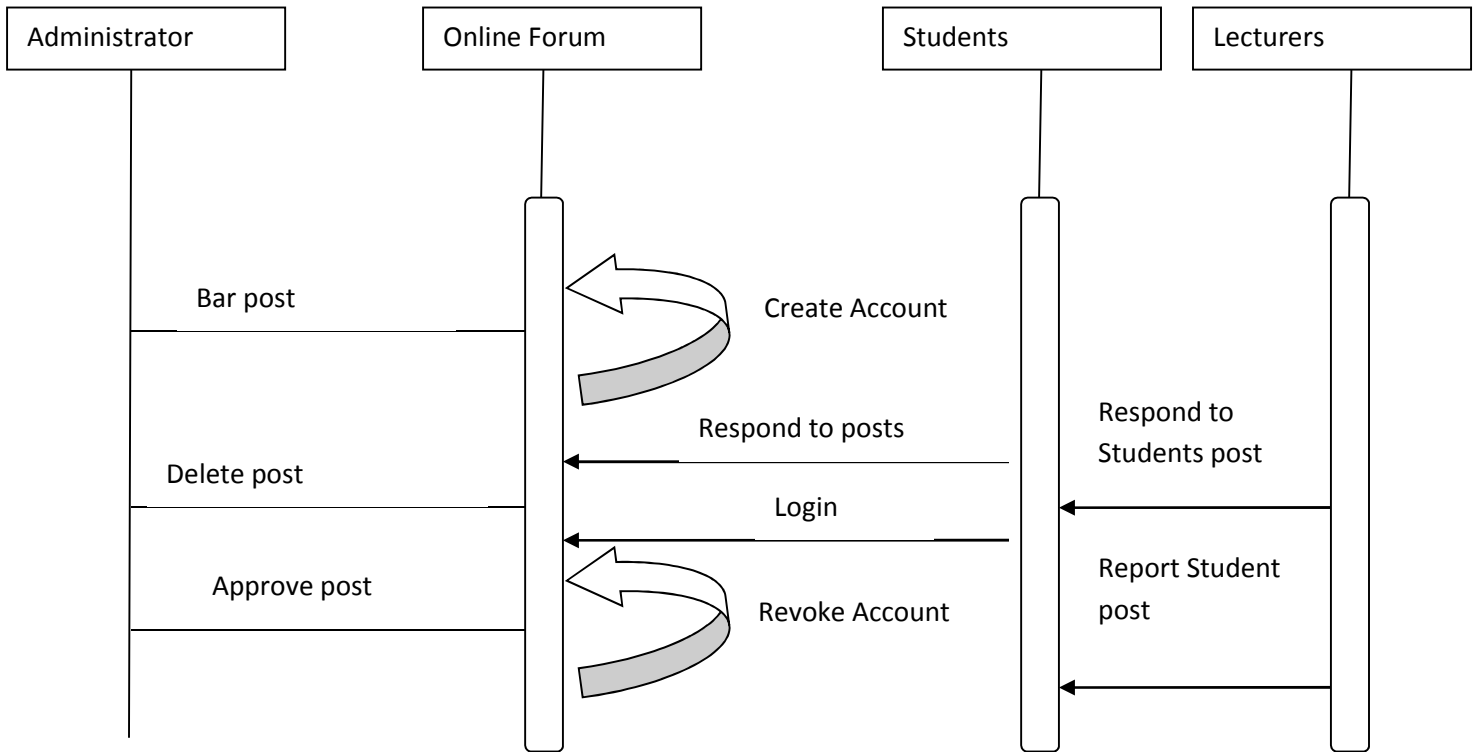 Administrator
Online Forum
Students
Lecturers
Bar post
Create Account
Respond to posts
Respond to
Students post
Delete post
Login
Approve post
Revoke Account
Report Student
post